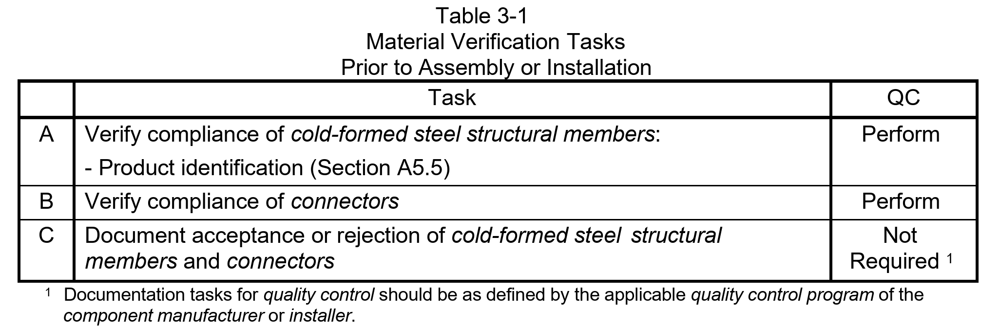 Table 3-1
Material Verification Tasks
Prior to Assembly or Installation
Task QC
A Verify compliance of cold-formed steel structural members: Perform
- Product identification (Section A5.5)
B Verify compliance of connectors Perform
C Document acceptance or rejection of cold-formed steel structural Not
members and connectors Required 1
1 Documentation tasks for quality control should be as defined by the applicable quality control program of the
component manufacturer or installer.